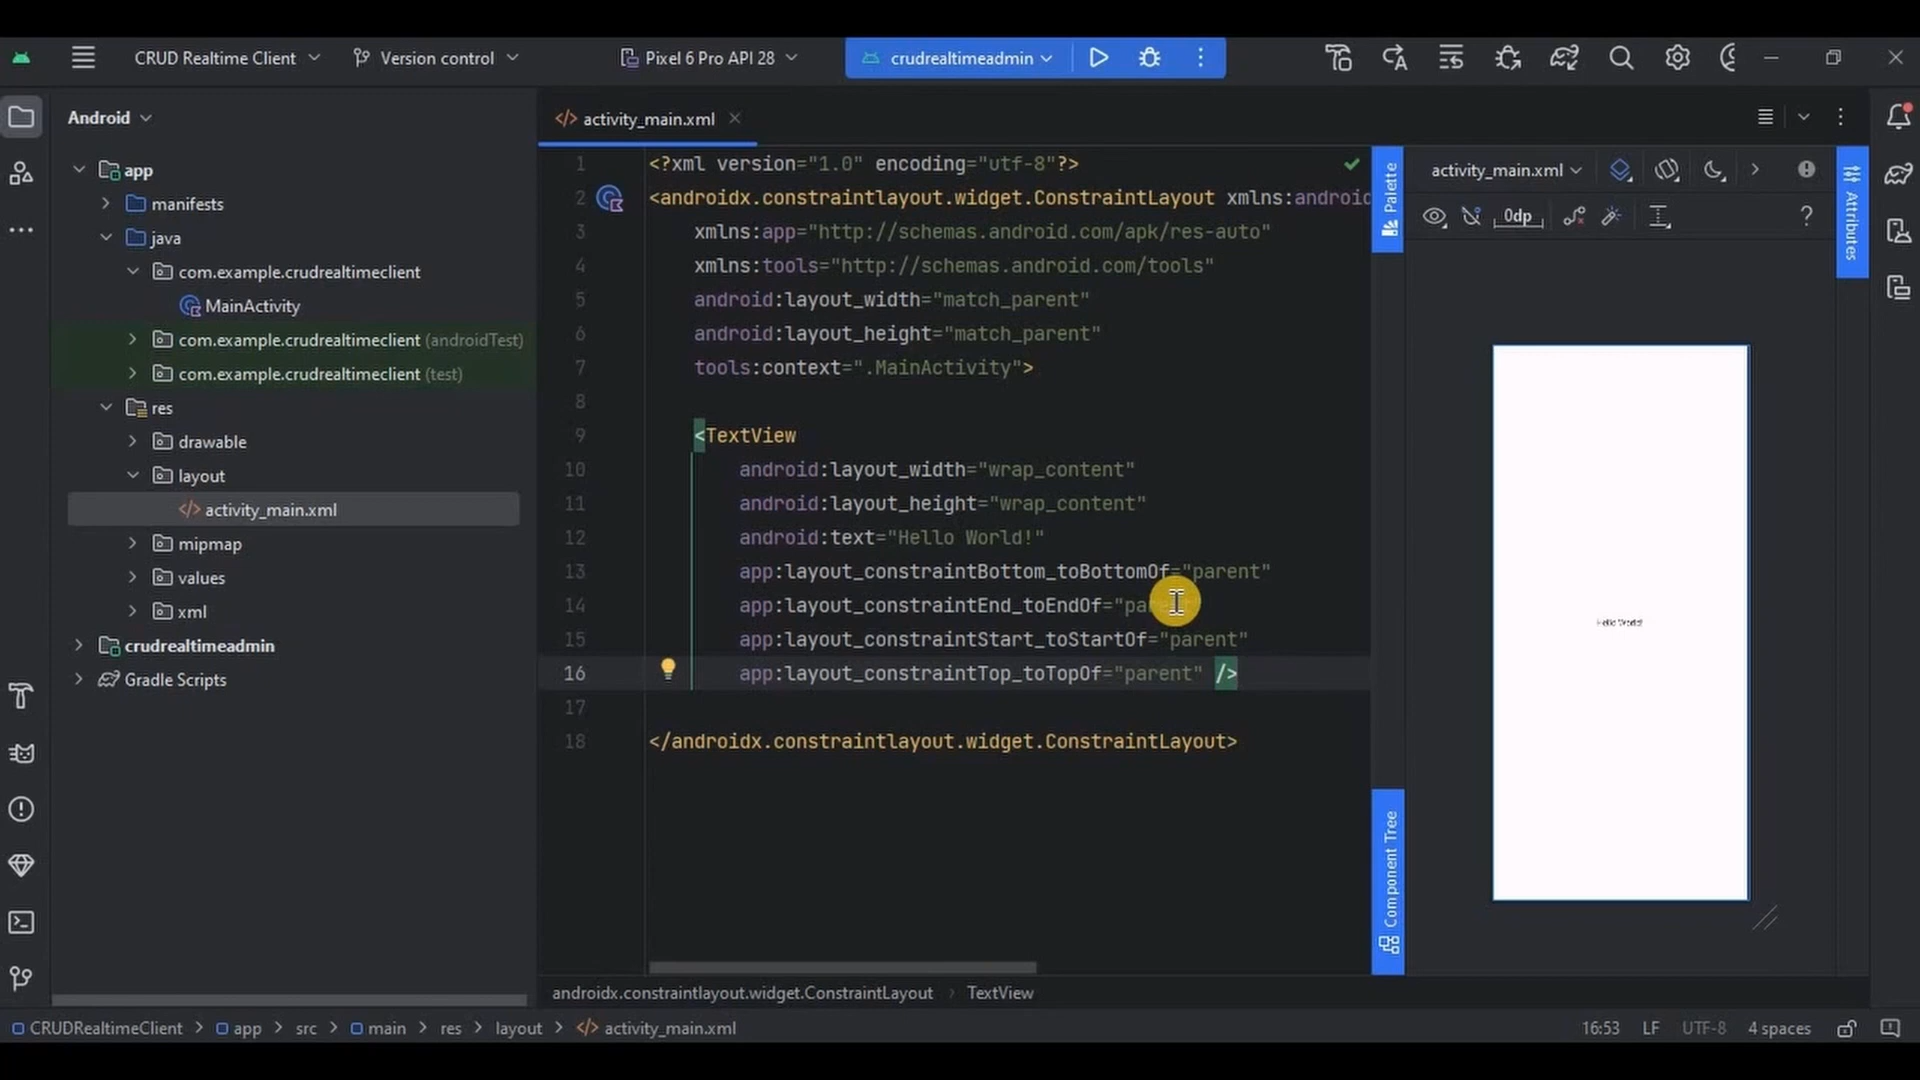 CRUD Realtime Client
Version control
Pixel 6 Pro API 28
crudrealtimeadmin
Android
app
manifests
java
com.example.crudrealtimeclient
MainActivity
com.example.crudrealtimeclient (androidTest)
com.example.crudrealtimeclient (test)
res
drawable
layout
activity_main.xml
mipmap
values
xml
crudrealtimeadmin
Gradle Scripts
activity_main.xml
1 <?xml version="1.0" encoding="utf-8"?>
2 <androidx.constraintlayout.widget.ConstraintLayout xmlns:android
3 xmlns:app="http://schemas.android.com/apk/res-auto"
4 xmlns:tools="http://schemas.android.com/tools"
5 android:layout_width="match_parent"
6 android:layout_height="match_parent"
7 tools:context=".MainActivity">
8
9 <TextView
10 android:layout_width="wrap_content"
11 android:layout_height="wrap_content"
12 android:text="Hello World!"
13 app:layout_constraintBottom_toBottomOf="parent"
14 app:layout_constraintEnd_toEndOf="parent"
15 app:layout_constraintStart_toStartOf="parent"
16 app:layout_constraintTop_toTopOf="parent" />
17
18 </androidx.constraintlayout.widget.ConstraintLayout>
Palette
activity_main.xml
0dp
?
Attributes
Hello World!
Component Tree
androidx.constraintlayout.widget.ConstraintLayout > TextView
CRUDRealtimeClient > app > src > main > res > layout > activity_main.xml
16:53 LF UTF-8 4 spaces